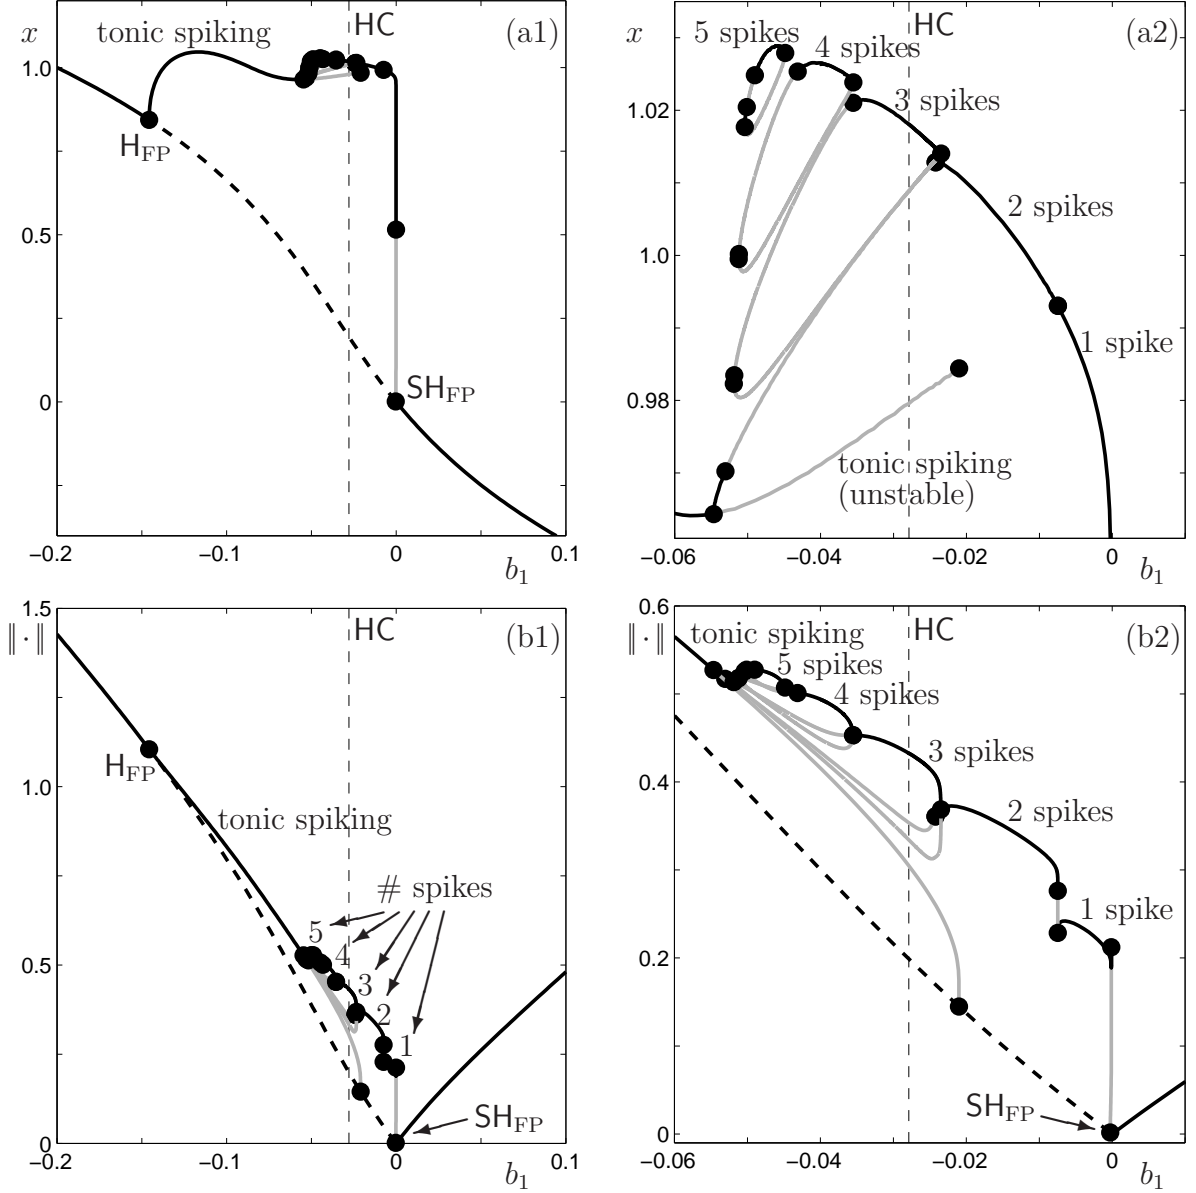 x
tonic spiking
HC
(a1)
1.0
H_FP
0.5
0
SH_FP
−0.2
−0.1
0
0.1
b₁
x
5 spikes
4 spikes
HC
(a2)
3 spikes
1.02
2 spikes
1.0
1 spike
0.98
tonic spiking
(unstable)
−0.06
−0.04
−0.02
0
b₁
1.5
‖·‖
HC
(b1)
1.0
H_FP
tonic spiking
# spikes
5
4
3
2
1
0.5
SH_FP
0
−0.2
−0.1
0
0.1
b₁
0.6
‖·‖
tonic spiking
HC
(b2)
5 spikes
4 spikes
3 spikes
0.4
2 spikes
1 spike
0.2
SH_FP
0
−0.06
−0.04
−0.02
0
b₁